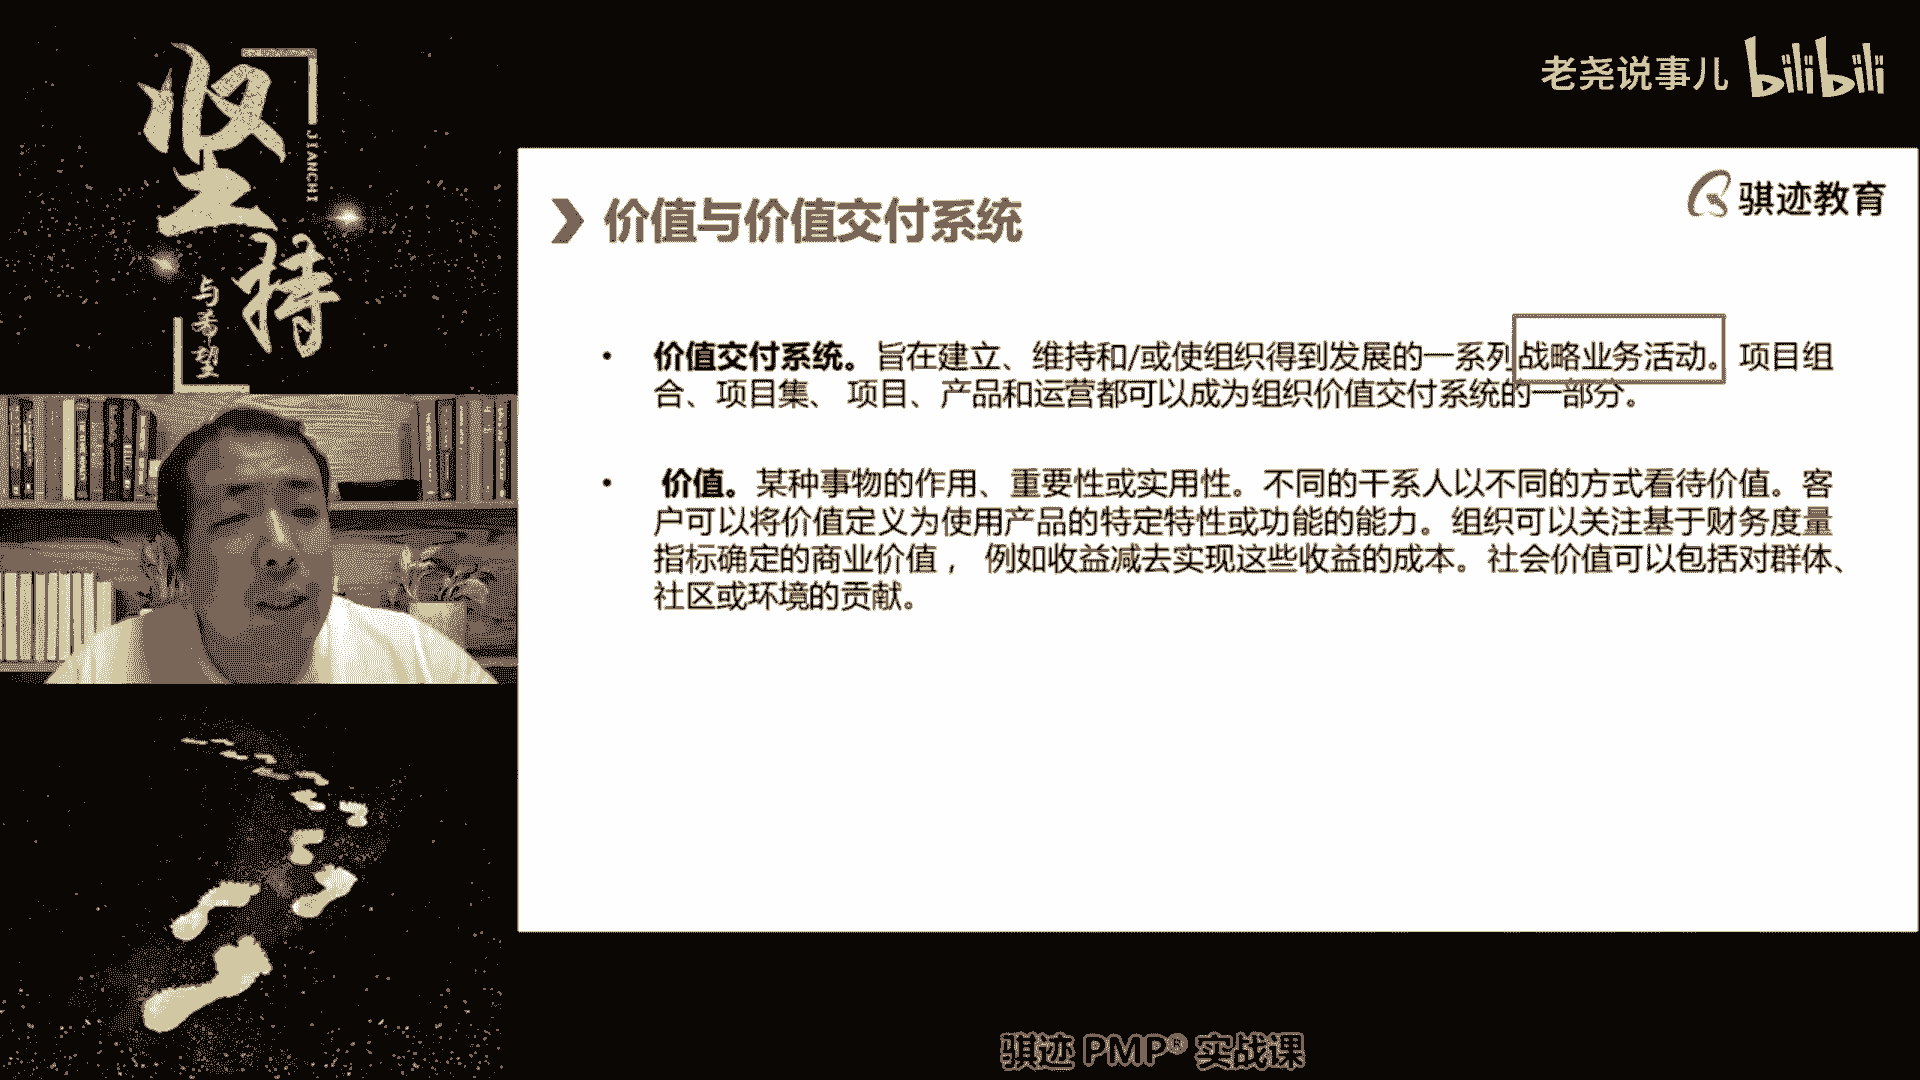 坚持
JIANCHI
与希望
老尧说事儿 bilibili
骐迹教育
价值与价值交付系统
• 价值交付系统。旨在建立、维持和/或使组织得到发展的一系列战略业务活动。项目组
合、项目集、 项目、产品和运营都可以成为组织价值交付系统的一部分。
• 价值。某种事物的作用、重要性或实用性。不同的干系人以不同的方式看待价值。客
户可以将价值定义为使用产品的特定特性或功能的能力。组织可以关注基于财务度量
指标确定的商业价值， 例如收益减去实现这些收益的成本。社会价值可以包括对群体、
社区或环境的贡献。
骐迹 PMP® 实战课